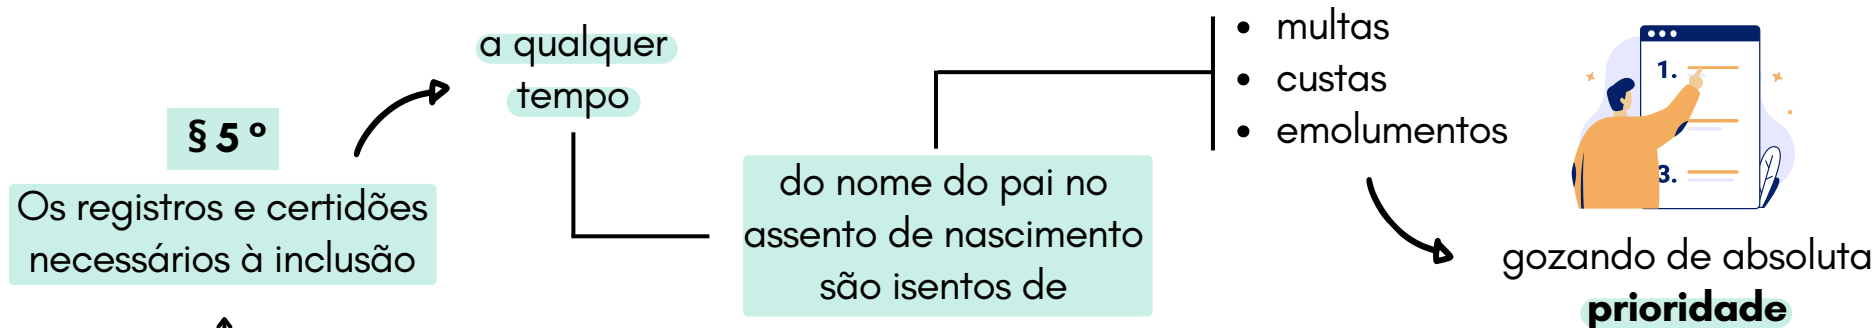 § 5 º
Os registros e certidões
necessários à inclusão
a qualquer
tempo
do nome do pai no
assento de nascimento
são isentos de
• multas
• custas
• emolumentos
1.
3.
gozando de absoluta
prioridade